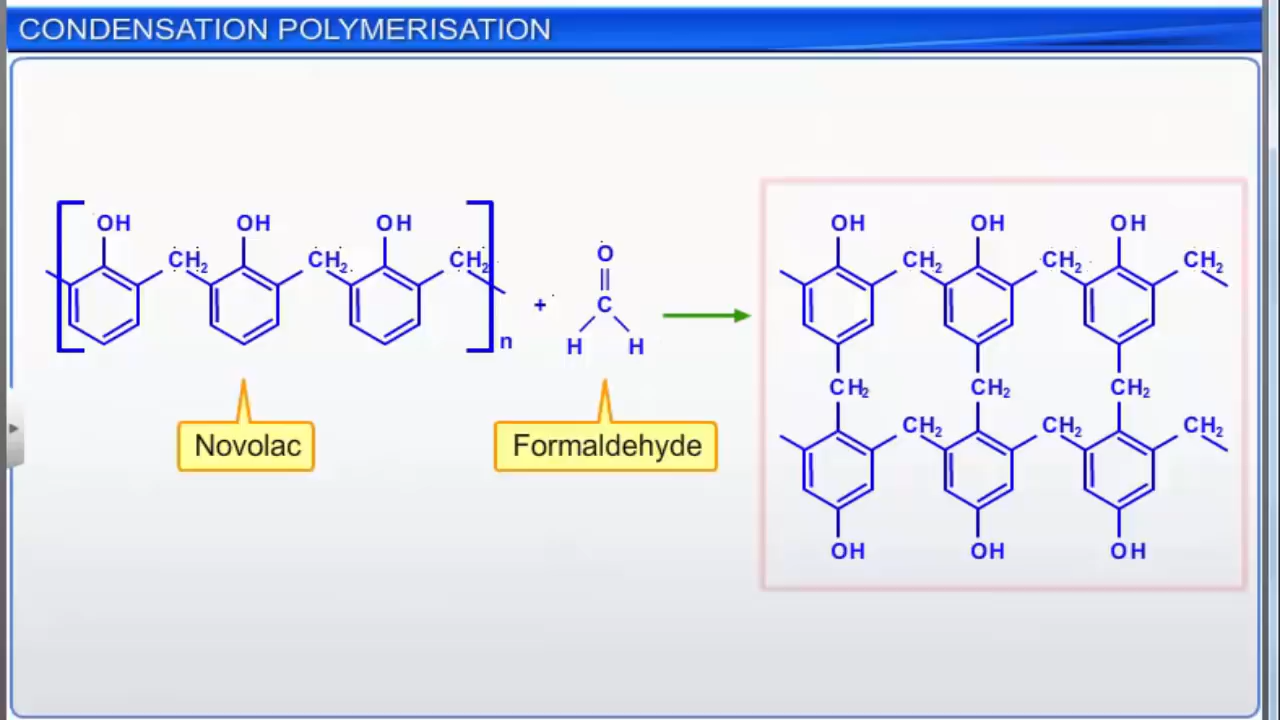 CONDENSATION POLYMERISATION
OH OH OH
CH₂ CH₂ CH₂
n
+
O
C
H H
Novolac
Formaldehyde
OH OH OH
CH₂ CH₂ CH₂
CH₂ CH₂ CH₂
CH₂ CH₂ CH₂
OH OH OH